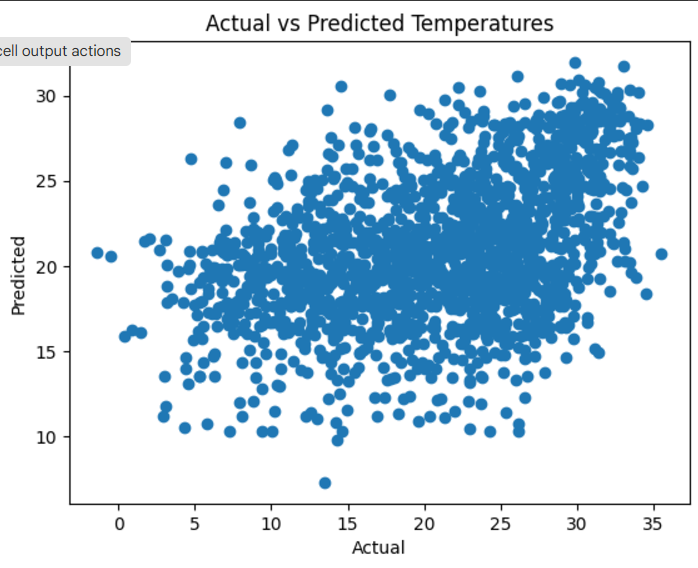 Actual vs Predicted Temperatures
cell output actions
30
25
20
15
10
Predicted
0 5 10 15 20 25 30 35
Actual